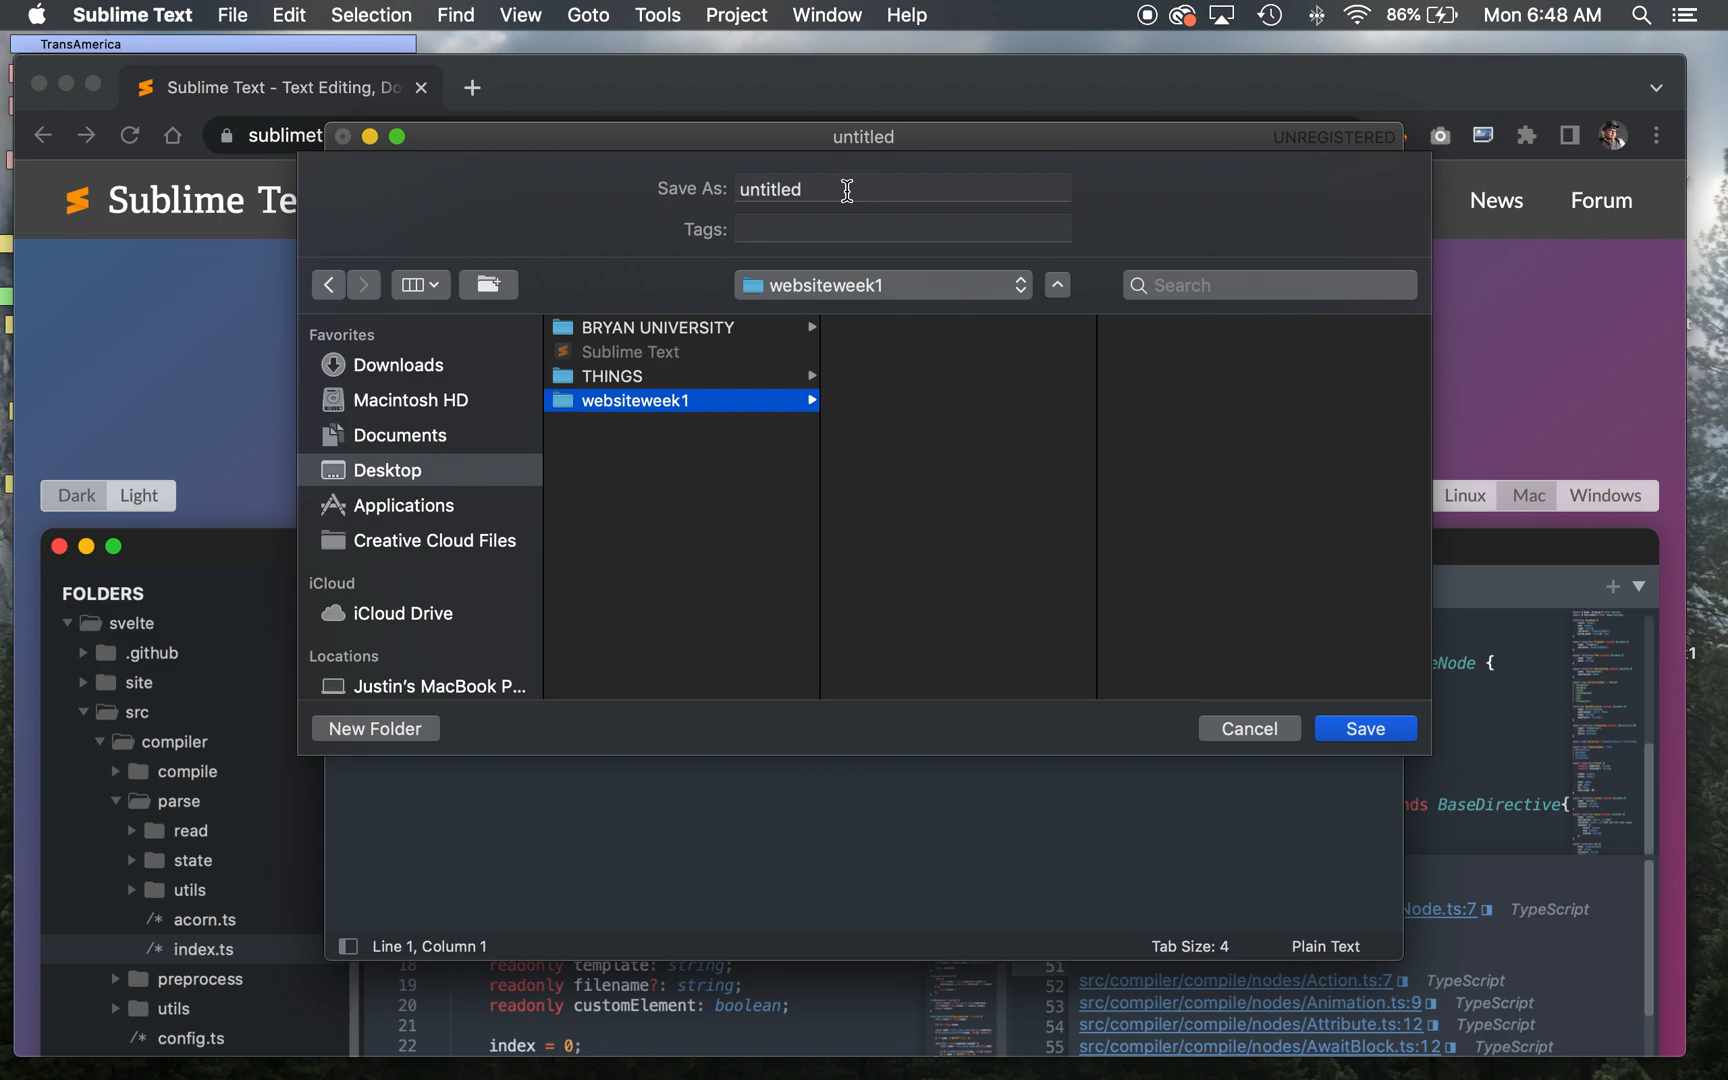 Sublime Text File Edit Selection Find View Goto Tools Project Window Help 86% Mon 6:48 AM
TransAmerica
Sublime Text - Text Editing, Do
sublimet
untitled UNREGISTERED
Sublime Te
News Forum
Save As: untitled
Tags:
websiteweek1
Search
Favorites
Downloads
Macintosh HD
Documents
Desktop
Applications
Creative Cloud Files
iCloud
iCloud Drive
Locations
Justin's MacBook P...
BRYAN UNIVERSITY
Sublime Text
THINGS
websiteweek1
New Folder Cancel Save
Dark Light
Linux Mac Windows
FOLDERS
svelte
.github
site
src
compiler
compile
parse
read
state
utils
/* acorn.ts
/* index.ts
preprocess
utils
/* config.ts
eNode {
nds BaseDirective{
Line 1, Column 1 Tab Size: 4 Plain Text
18 readonly template: string;
19 readonly filename?: string;
20 readonly customElement: boolean;
21
22 index = 0;
Node.ts:7 TypeScript
51
52 src/compiler/compile/nodes/Action.ts:7 TypeScript
53 src/compiler/compile/nodes/Animation.ts:9 TypeScript
54 src/compiler/compile/nodes/Attribute.ts:12 TypeScript
55 src/compiler/compile/nodes/AwaitBlock.ts:12 TypeScript